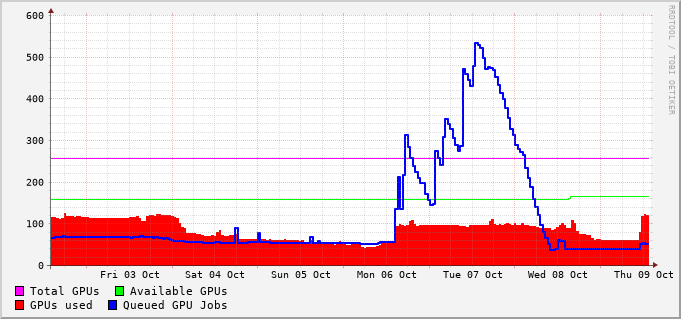 600
500
400
300
200
100
0
Fri 03 Oct Sat 04 Oct Sun 05 Oct Mon 06 Oct Tue 07 Oct Wed 08 Oct Thu 09 Oct
Total GPUs Available GPUs
GPUs used Queued GPU Jobs
RRDTOOL / TOBI OETIKER